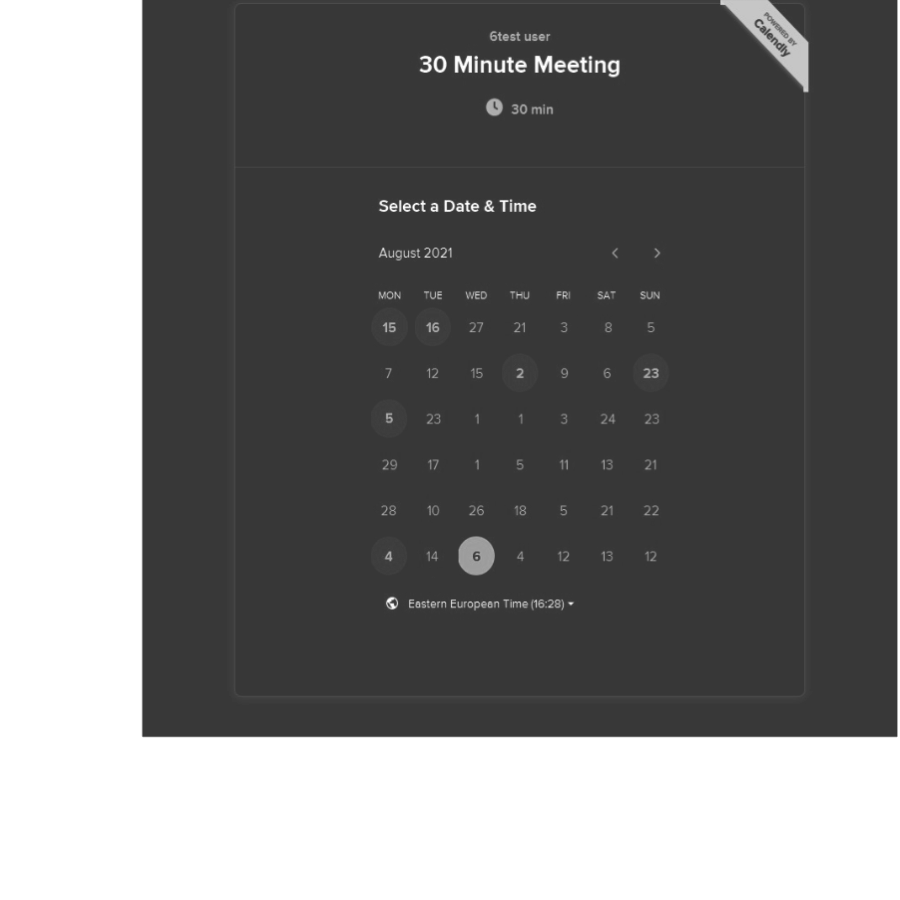 6test user
POWERED BY
Calendly
30 Minute Meeting
30 min
Select a Date & Time
August 2021
MON TUE WED THU FRI SAT SUN
15 16 27 21 3 8 5
7 12 15 2 9 6 23
5 23 1 1 3 24 23
29 17 1 5 11 13 21
28 10 26 18 5 21 22
4 14 6 4 12 13 12
Eastern European Time (16:28)